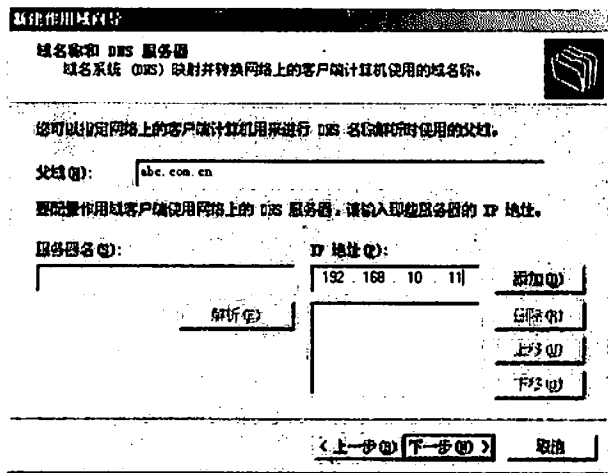 新建作用域向导
域名称和 DNS 服务器
域名系统 (DNS) 映射并转换网络上的客户端计算机使用的域名称。
您可以指定网络上的客户端计算机用来进行 DNS 名称解析时使用的父域。
父域(M):
abc.com.cn
要配置作用域客户端使用网络上的 DNS 服务器，请输入那些服务器的 IP 地址。
服务器名(S):
IP 地址(P):
192 . 168 . 10 . 11
添加(D)
解析(E)
删除(R)
上移(U)
下移(O)
< 上一步(B)
下一步(N) >
取消